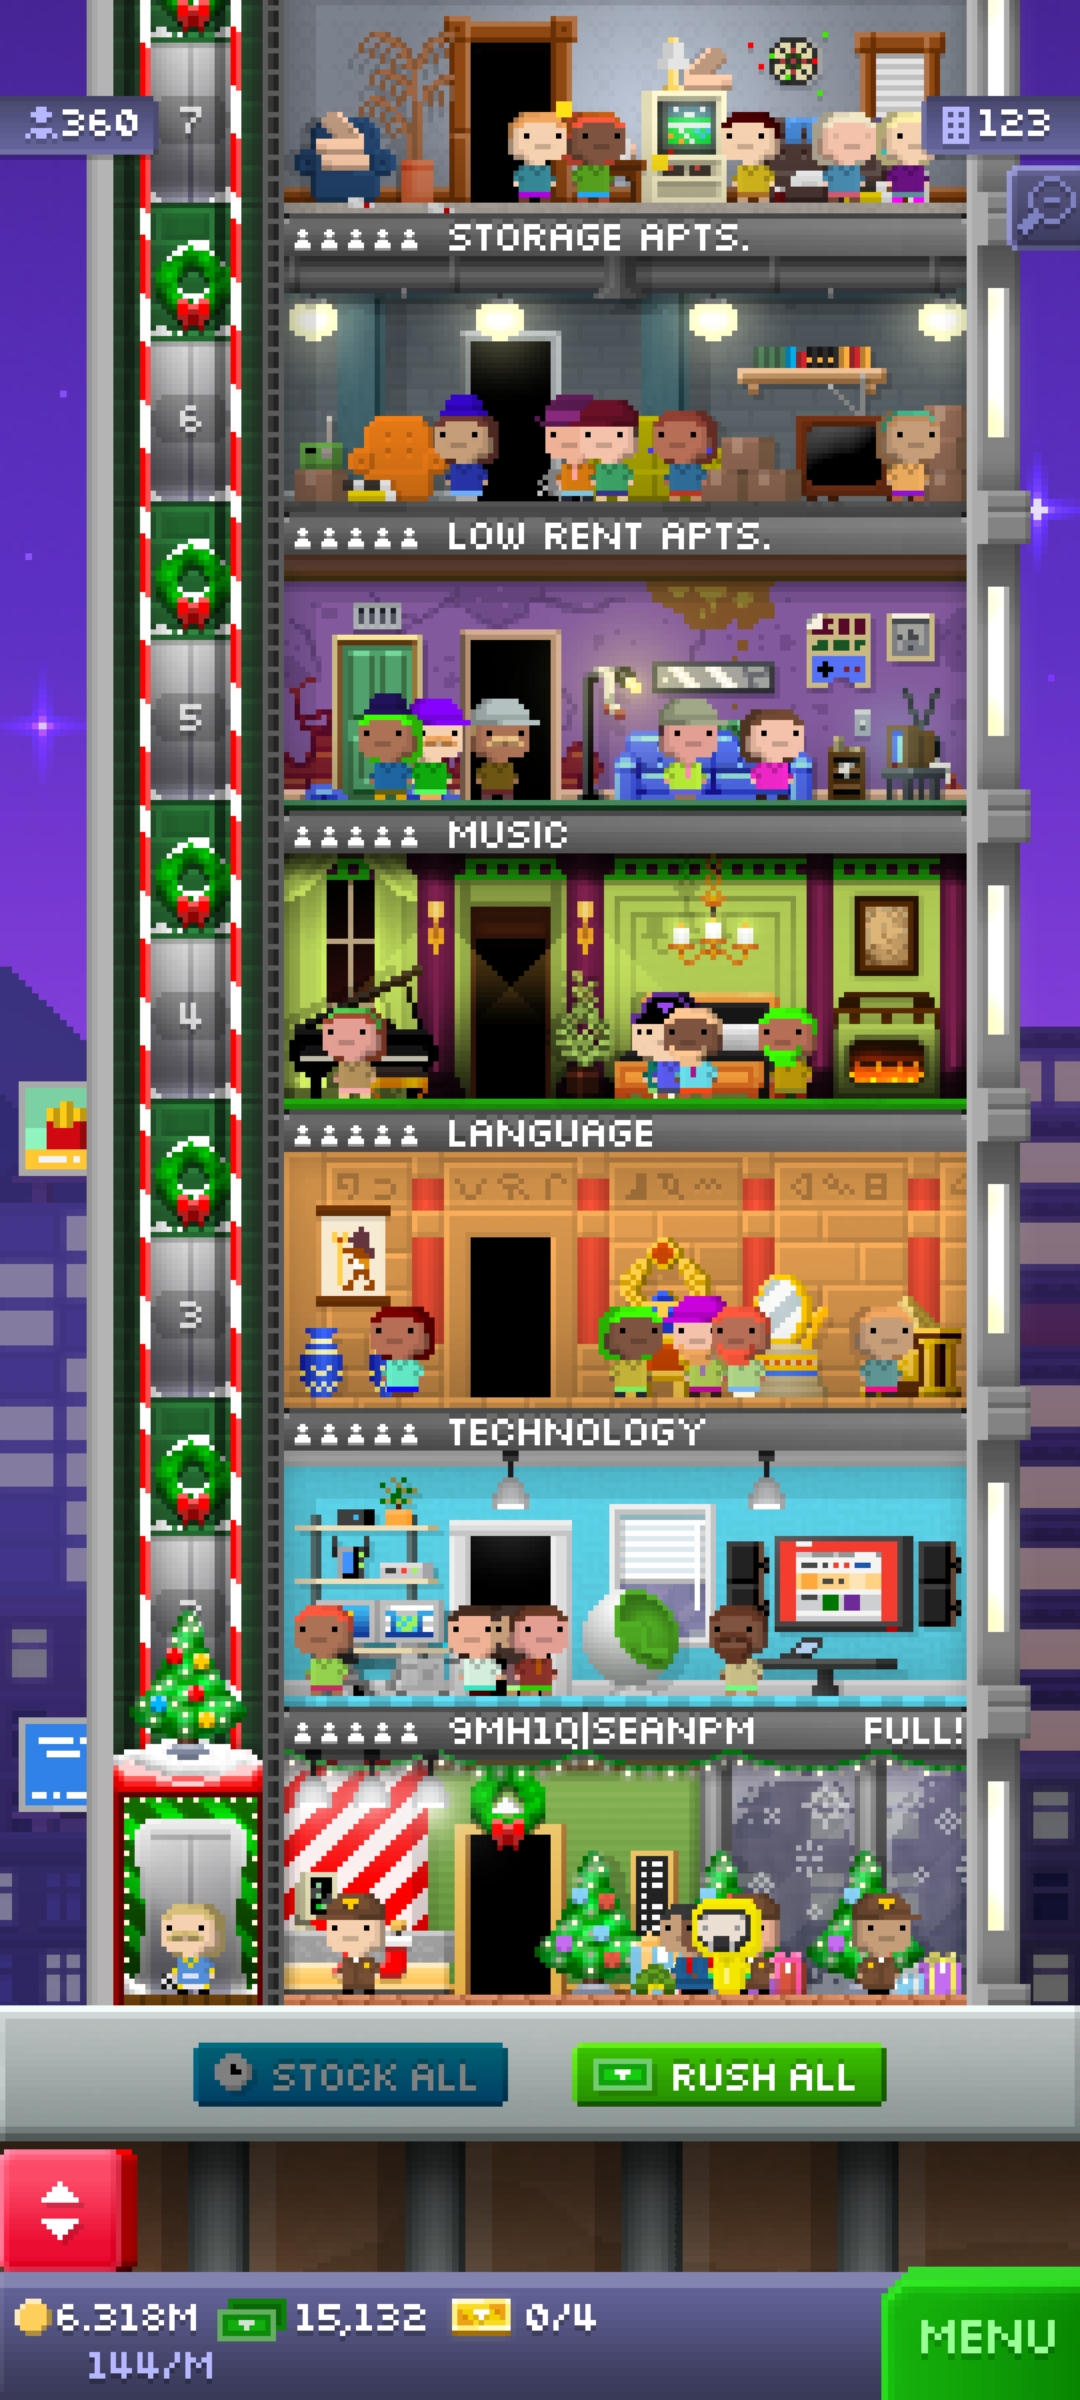 7
360
123
STORAGE APTS.
6
LOW RENT APTS.
5
MUSIC
4
LANGUAGE
3
TECHNOLOGY
9MH1Q|SEANPM FULL!
STOCK ALL
RUSH ALL
6.318M 15,132 0/4
144/M
MENU